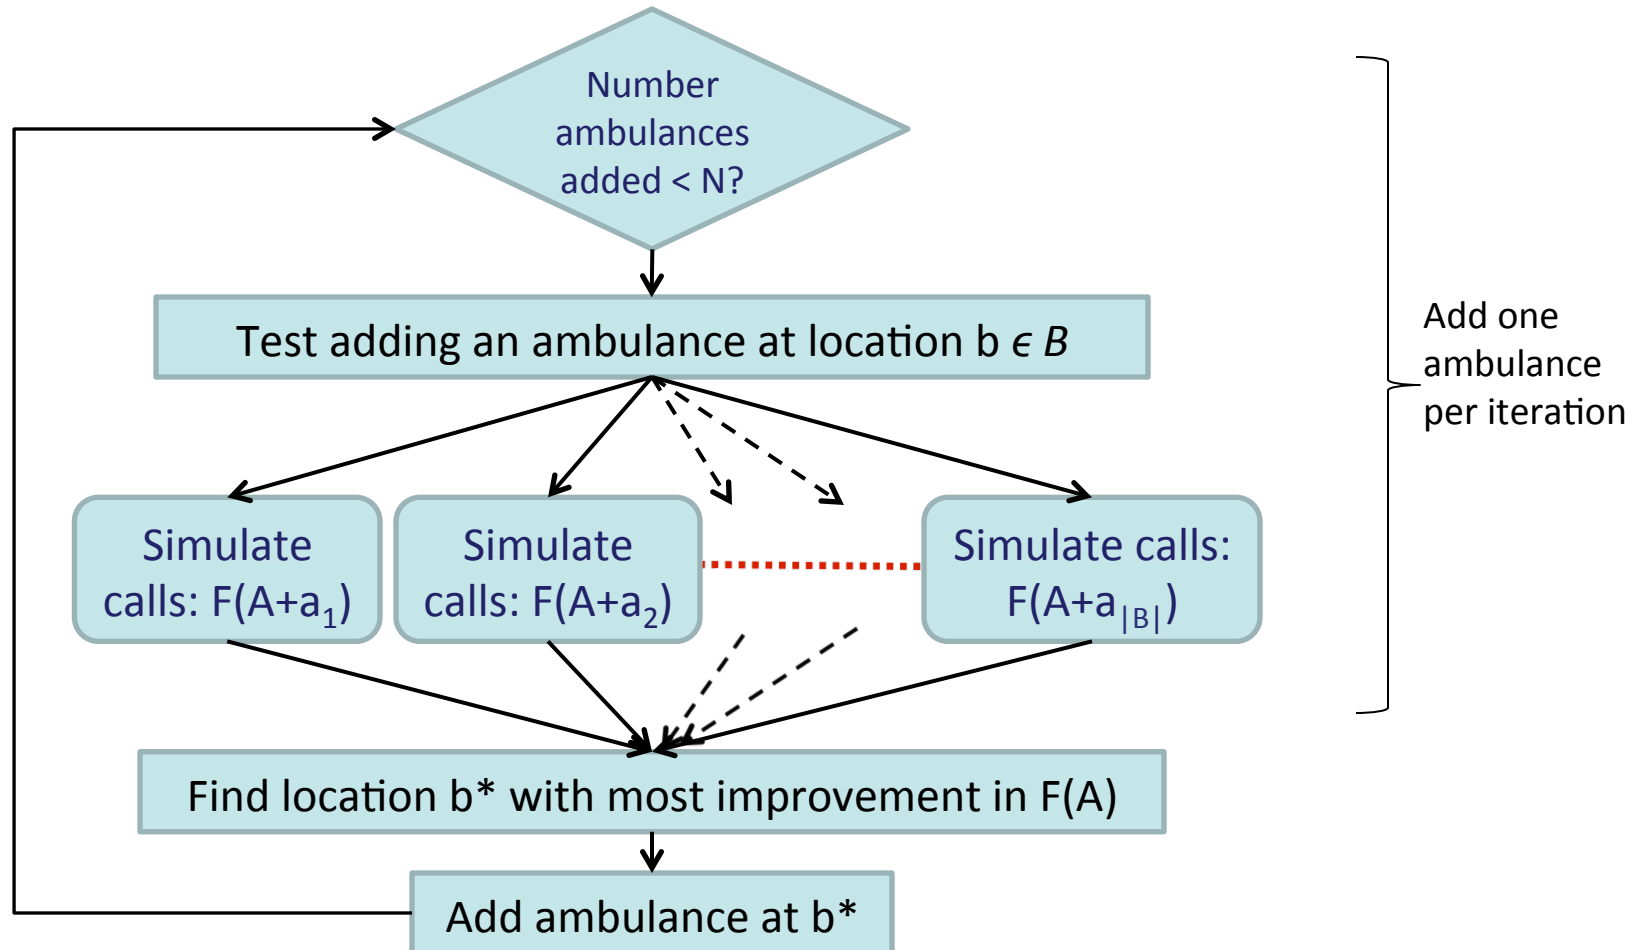 Number
ambulances
added < N?
Test adding an ambulance at location b ϵ B
Add one
ambulance
per iteration
Simulate
calls: F(A+a₁)
Simulate
calls: F(A+a₂)
Simulate calls:
F(A+a|B|)
Find location b* with most improvement in F(A)
Add ambulance at b*